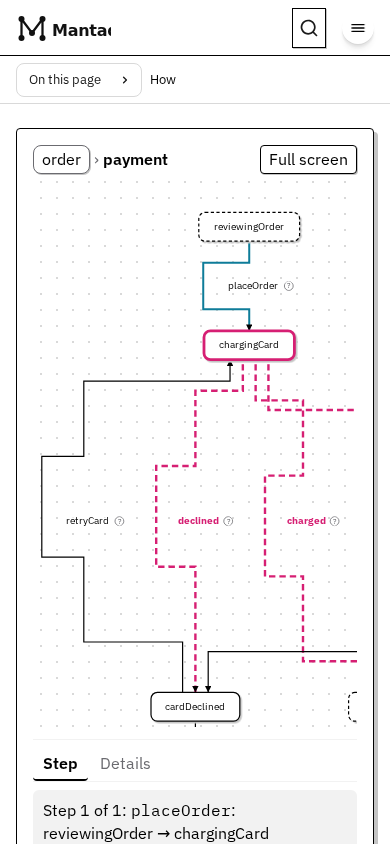 Mantac
On this page
How
order › payment
Full screen
reviewingOrder
placeOrder ?
chargingCard
retryCard ?
declined ?
charged ?
cardDeclined
Step
Details
Step 1 of 1: placeOrder:
reviewingOrder → chargingCard